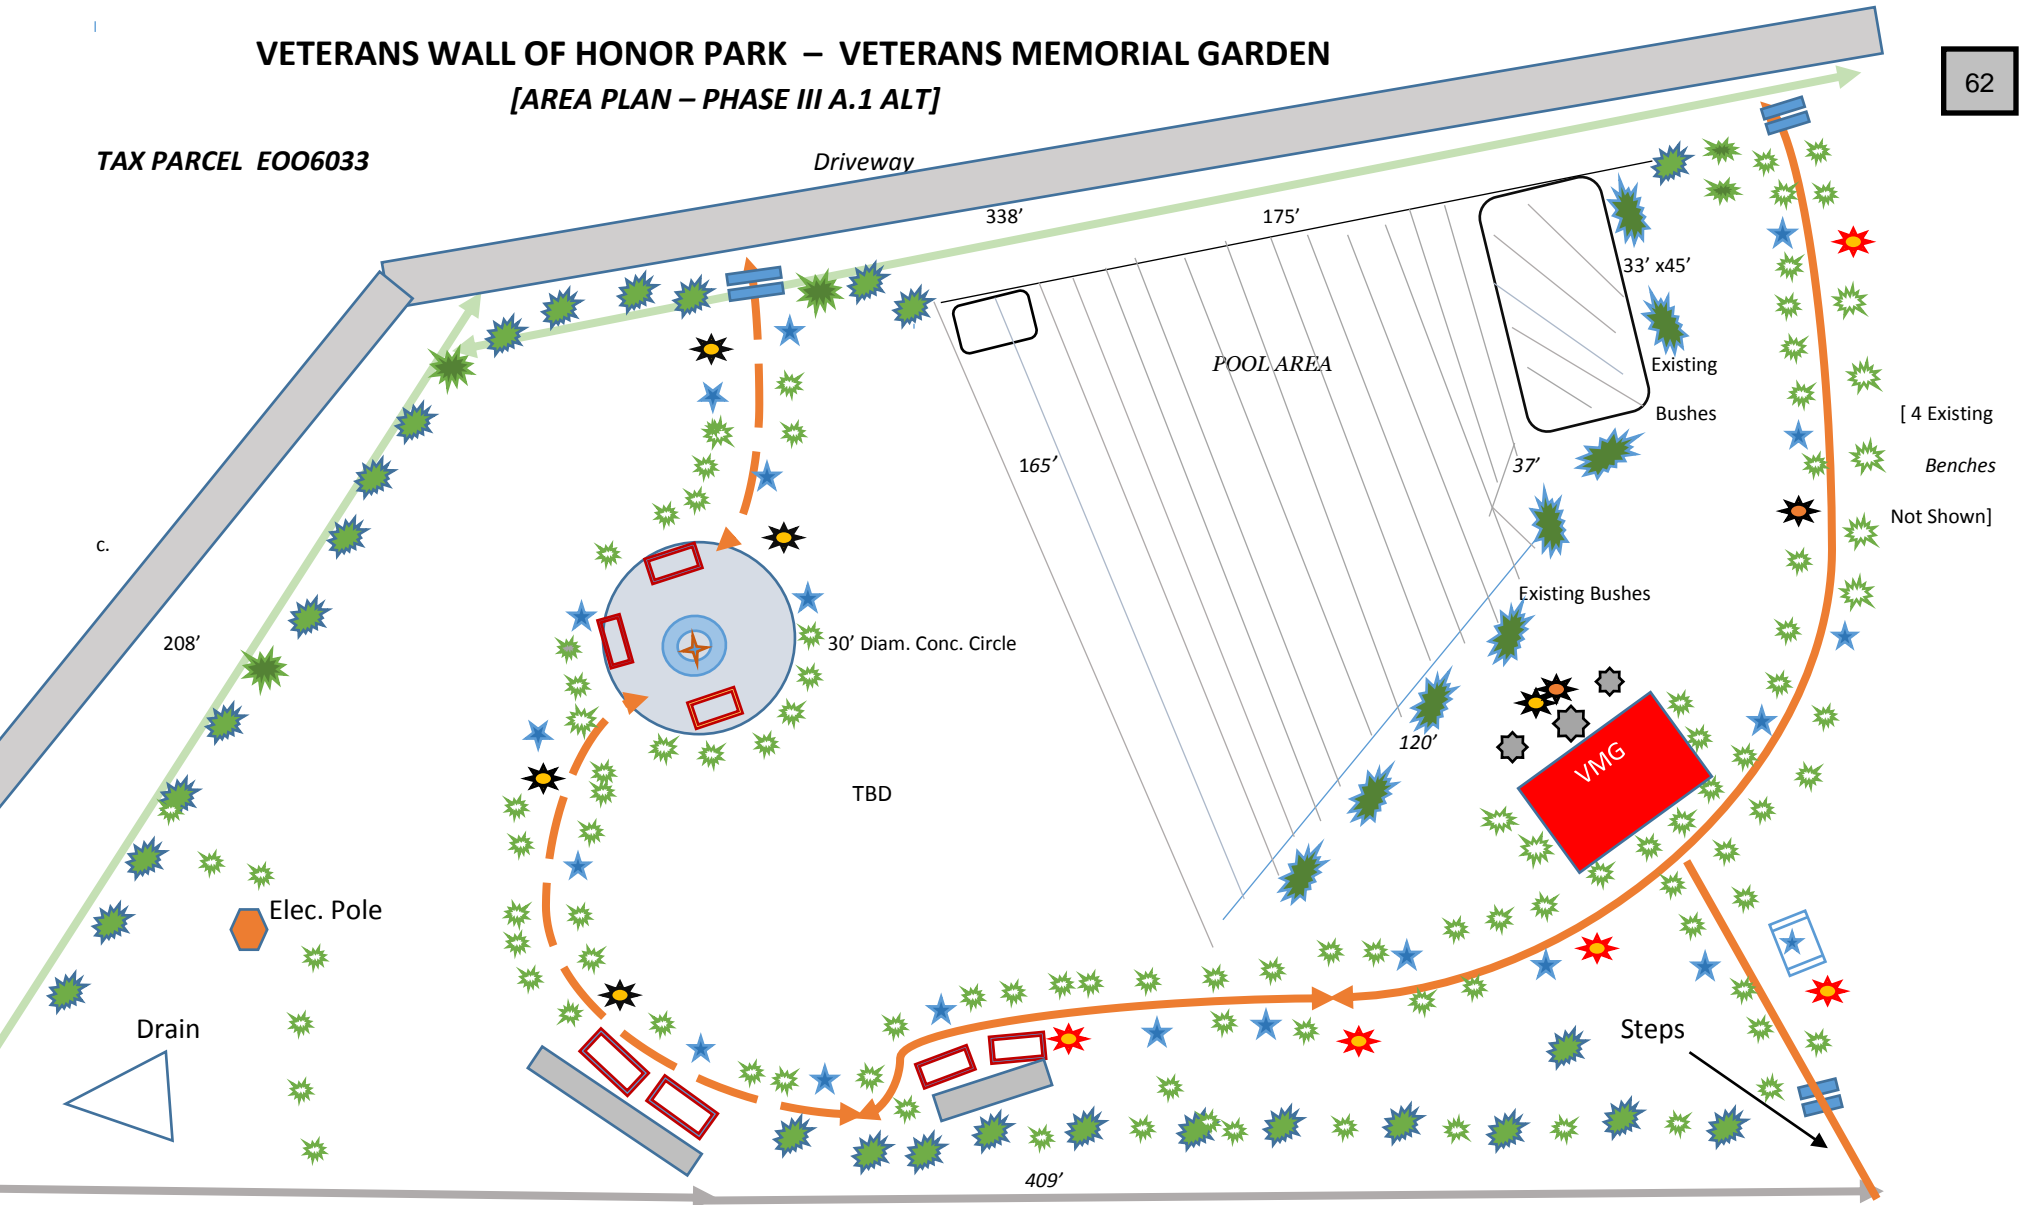 VETERANS WALL OF HONOR PARK – VETERANS MEMORIAL GARDEN
[AREA PLAN – PHASE III A.1 ALT]
62
TAX PARCEL EOO6033
Driveway
338’
175’
33’ x45’
POOL AREA
Existing
Bushes
[ 4 Existing
Benches
Not Shown]
165’
37’
c.
208’
30’ Diam. Conc. Circle
Existing Bushes
120’
VMG
TBD
Elec. Pole
Drain
Steps
409’